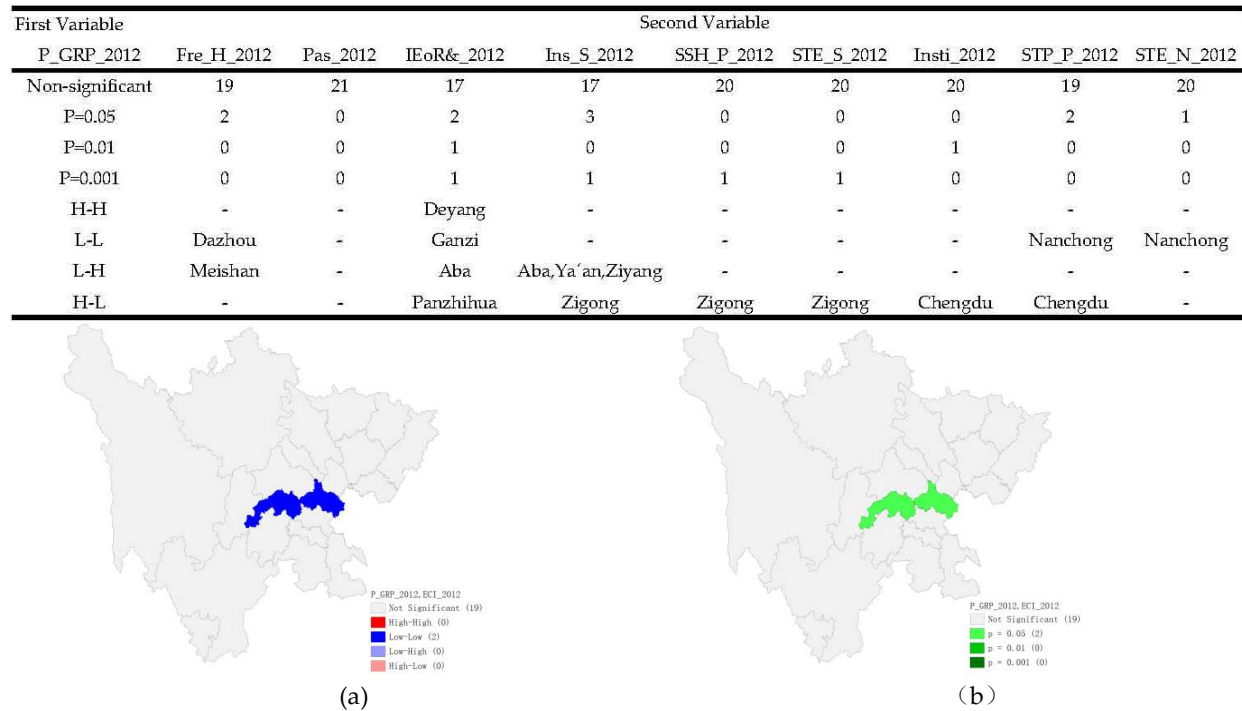 First Variable Second Variable
P_GRP_2012 Fre_H_2012 Pas_2012 IEoR&_2012 Ins_S_2012 SSH_P_2012 STE_S_2012 Insti_2012 STP_P_2012 STE_N_2012
Non-significant 19 21 17 17 20 20 20 19 20
P=0.05 2 0 2 3 0 0 0 2 1
P=0.01 0 0 1 0 0 0 1 0 0
P=0.001 0 0 1 1 1 1 0 0 0
H-H - - Deyang - - - - - -
L-L Dazhou - Ganzi - - - - Nanchong Nanchong
L-H Meishan - Aba Aba,Ya´an,Ziyang - - - - -
H-L - - Panzhihua Zigong Zigong Zigong Chengdu Chengdu -
P_GRP_2012, ECI_2012
Not Significant (19)
High-High (0)
Low-Low (2)
Low-High (0)
High-Low (0)
(a)
P_GRP_2012, ECI_2012
Not Significant (19)
p = 0.05 (2)
p = 0.01 (0)
p = 0.001 (0)
（b）